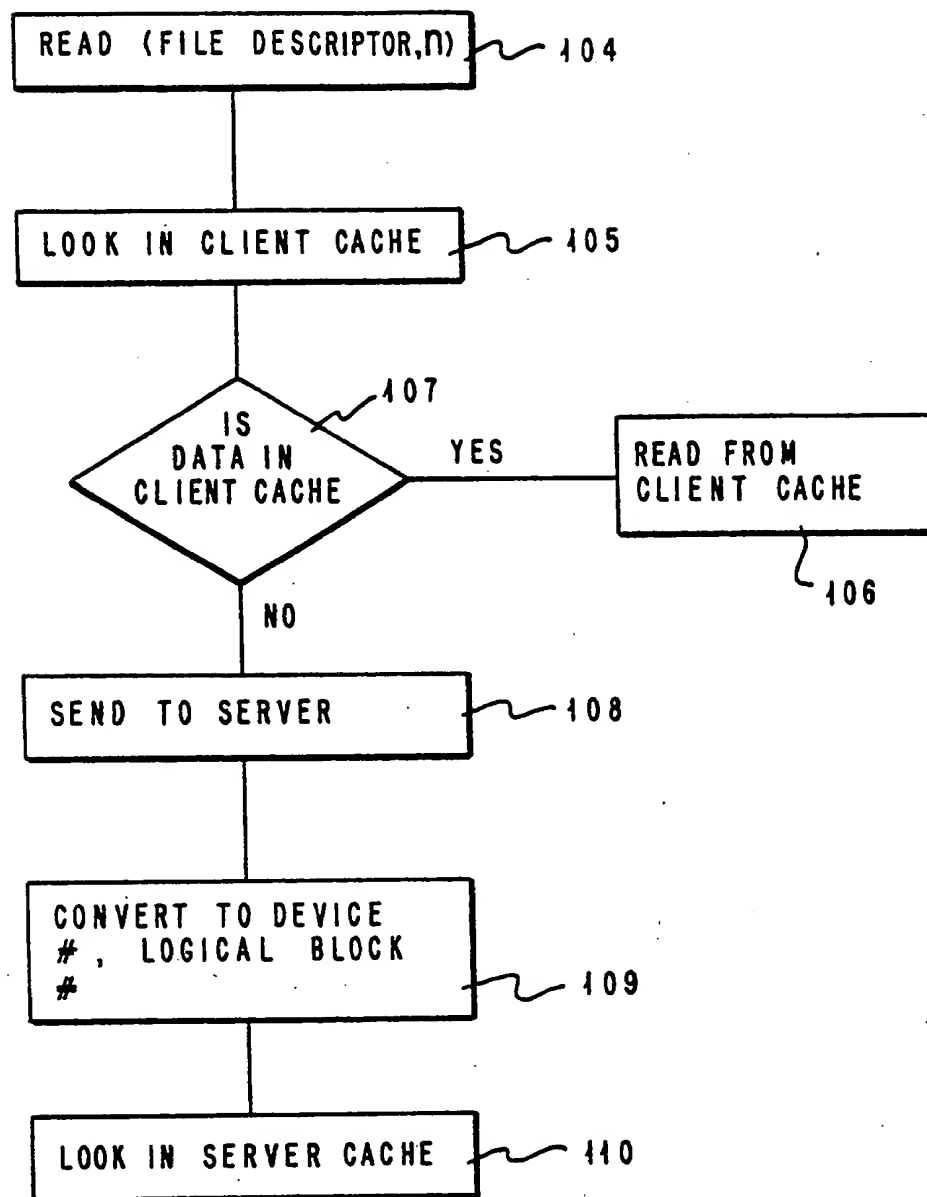 READ (FILE DESCRIPTOR,n)
104
LOOK IN CLIENT CACHE
105
107
IS
DATA IN
CLIENT CACHE
YES
READ FROM
CLIENT CACHE
106
NO
SEND TO SERVER
108
CONVERT TO DEVICE
#, LOGICAL BLOCK
#
109
LOOK IN SERVER CACHE
110